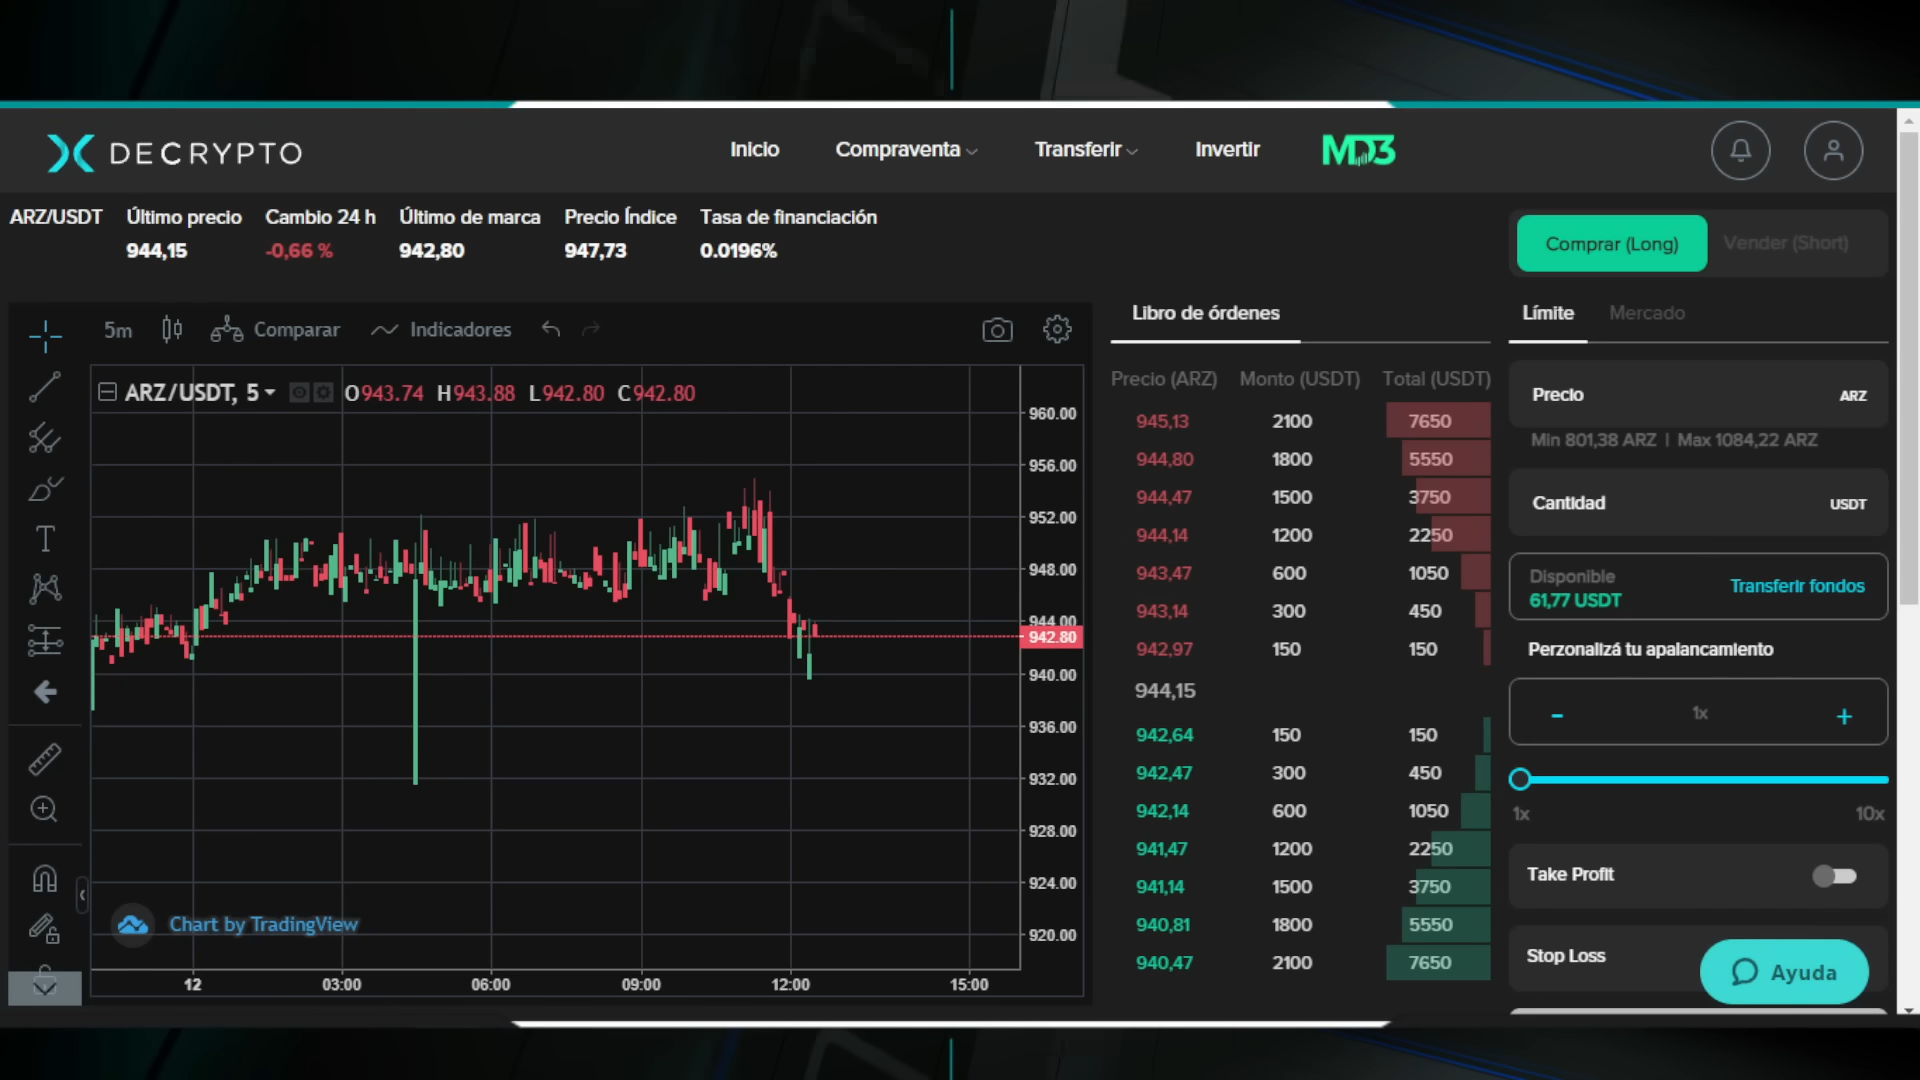 DECRYPTO
Inicio Compraventa Transferir Invertir MD3
ARZ/USDT Último precio Cambio 24 h Último de marca Precio Índice Tasa de financiación
944,15 -0,66 % 942,80 947,73 0.0196%
Comprar (Long) Vender (Short)
5m Comparar Indicadores
ARZ/USDT, 5 O943.74 H943.88 L942.80 C942.80
960.00
956.00
952.00
948.00
944.00
942.80
940.00
936.00
932.00
928.00
924.00
920.00
Chart by TradingView
12 03:00 06:00 09:00 12:00 15:00
Libro de órdenes
Precio (ARZ) Monto (USDT) Total (USDT)
945,13 2100 7650
944,80 1800 5550
944,47 1500 3750
944,14 1200 2250
943,47 600 1050
943,14 300 450
942,97 150 150
944,15
942,64 150 150
942,47 300 450
942,14 600 1050
941,47 1200 2250
941,14 1500 3750
940,81 1800 5550
940,47 2100 7650
Límite Mercado
Precio ARZ
Min 801,38 ARZ | Max 1084,22 ARZ
Cantidad USDT
Disponible
61,77 USDT
Transferir fondos
Perzonalizá tu apalancamiento
- 1x +
1x 10x
Take Profit
Stop Loss
Ayuda